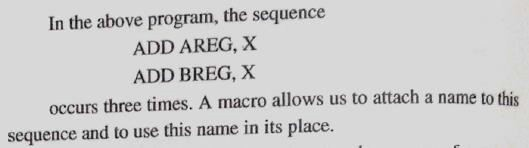 In the above program, the sequence
ADD AREG, X
ADD BREG, X
occurs three times. A macro allows us to attach a name to this
sequence and to use this name in its place.